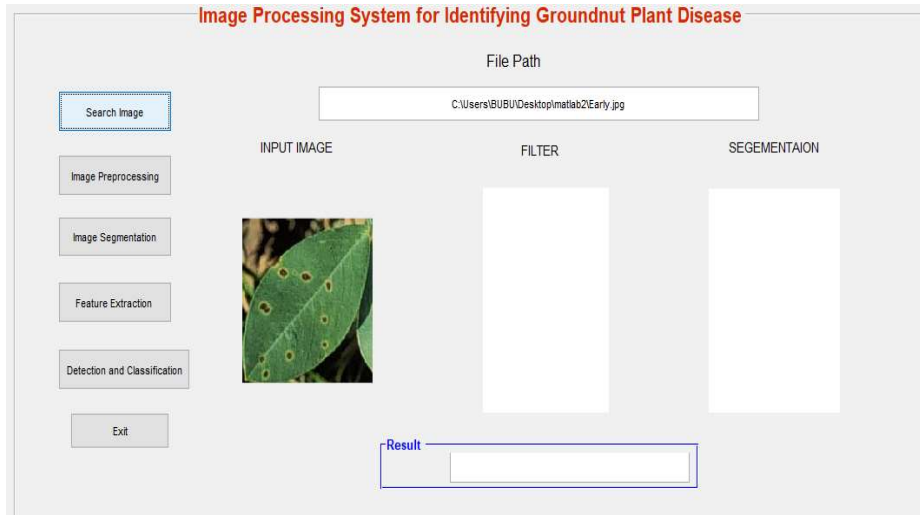 Image Processing System for Identifying Groundnut Plant Disease
File Path
Search Image
C:\Users\BUBU\Desktop\matlab2\Early.jpg
INPUT IMAGE
FILTER
SEGEMENTAION
Image Preprocessing
Image Segmentation
Feature Extraction
Detection and Classification
Exit
Result